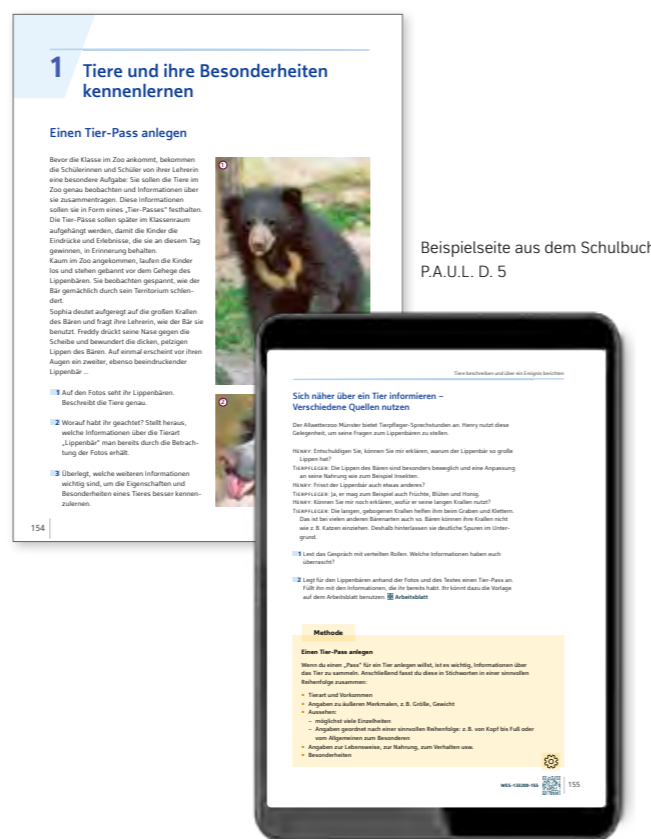 1 Tiere und ihre Besonderheiten
kennenlernen
Einen Tier-Pass anlegen
Bevor die Klasse im Zoo ankommt, bekommen
die Schülerinnen und Schüler von ihrer Lehrerin
eine besondere Aufgabe: Sie sollen die Tiere im
Zoo genau beobachten und Informationen über
sie zusammentragen. Diese Informationen
sollen sie in Form eines „Tier-Passes“ festhalten.
Die Tier-Pässe sollen später im Klassenraum
aufgehängt werden, damit die Kinder die
Eindrücke und Erlebnisse, die sie an diesem Tag
gewinnen, in Erinnerung behalten.
Kaum im Zoo angekommen, laufen die Kinder
los und stehen gebannt vor dem Gehege des
Lippenbären. Sie beobachten gespannt, wie der
Bär gemächlich durch sein Territorium schlen-
dert.
Sophia deutet aufgeregt auf die großen Krallen
des Bären und fragt ihre Lehrerin, wie der Bär sie
benutzt. Freddy drückt seine Nase gegen die
Scheibe und bewundert die dicken, pelzigen
Lippen des Bären. Auf einmal erscheint vor ihren
Augen ein zweiter, ebenso beeindruckender
Lippenbär ...
1 Auf den Fotos seht ihr Lippenbären.
Beschreibt die Tiere genau.
2 Worauf habt ihr geachtet? Stellt heraus,
welche Informationen über die Tierart
„Lippenbär“ man bereits durch die Betrach-
tung der Fotos erhält.
3 Überlegt, welche weiteren Informationen
wichtig sind, um die Eigenschaften und
Besonderheiten eines Tieres besser kennen-
zulernen.
154
1
2
Beispielseite aus dem Schulbuch
P.A.U.L. D. 5
Tiere beschreiben und über ein Ereignis berichten
Sich näher über ein Tier informieren –
Verschiedene Quellen nutzen
Der Allwetterzoo Münster bietet Tierpfleger-Sprechstunden an. Henry nutzt diese
Gelegenheit, um seine Fragen zum Lippenbären zu stellen.
HENRY: Entschuldigen Sie, können Sie mir erklären, warum der Lippenbär so große
Lippen hat?
TIERPFLEGER: Die Lippen des Bären sind besonders beweglich und eine Anpassung
an seine Nahrung wie zum Beispiel Insekten.
HENRY: Frisst der Lippenbär auch etwas anderes?
TIERPFLEGER: Ja, er mag zum Beispiel auch Früchte, Blüten und Honig.
HENRY: Können Sie mir noch erklären, wofür er seine langen Krallen nutzt?
TIERPFLEGER: Die langen, gebogenen Krallen helfen ihm beim Graben und Klettern.
Das ist bei vielen anderen Bärenarten auch so. Bären können ihre Krallen nicht
wie z. B. Katzen einziehen. Deshalb hinterlassen sie deutliche Spuren im Unter-
grund.
1 Lest das Gespräch mit verteilten Rollen. Welche Informationen haben euch
überrascht?
2 Legt für den Lippenbären anhand der Fotos und des Textes einen Tier-Pass an.
Füllt ihn mit den Informationen, die ihr bereits habt. Ihr könnt dazu die Vorlage
auf dem Arbeitsblatt benutzen. Arbeitsblatt
Methode
Einen Tier-Pass anlegen
Wenn du einen „Pass“ für ein Tier anlegen willst, ist es wichtig, Informationen über
das Tier zu sammeln. Anschließend fasst du diese in Stichworten in einer sinnvollen
Reihenfolge zusammen:
• Tierart und Vorkommen
• Angaben zu äußeren Merkmalen, z. B. Größe, Gewicht
• Aussehen:
– möglichst viele Einzelheiten
– Angaben geordnet nach einer sinnvollen Reihenfolge: z. B. von Kopf bis Fuß oder
vom Allgemeinen zum Besonderen
• Angaben zur Lebensweise, zur Nahrung, zum Verhalten usw.
• Besonderheiten
155